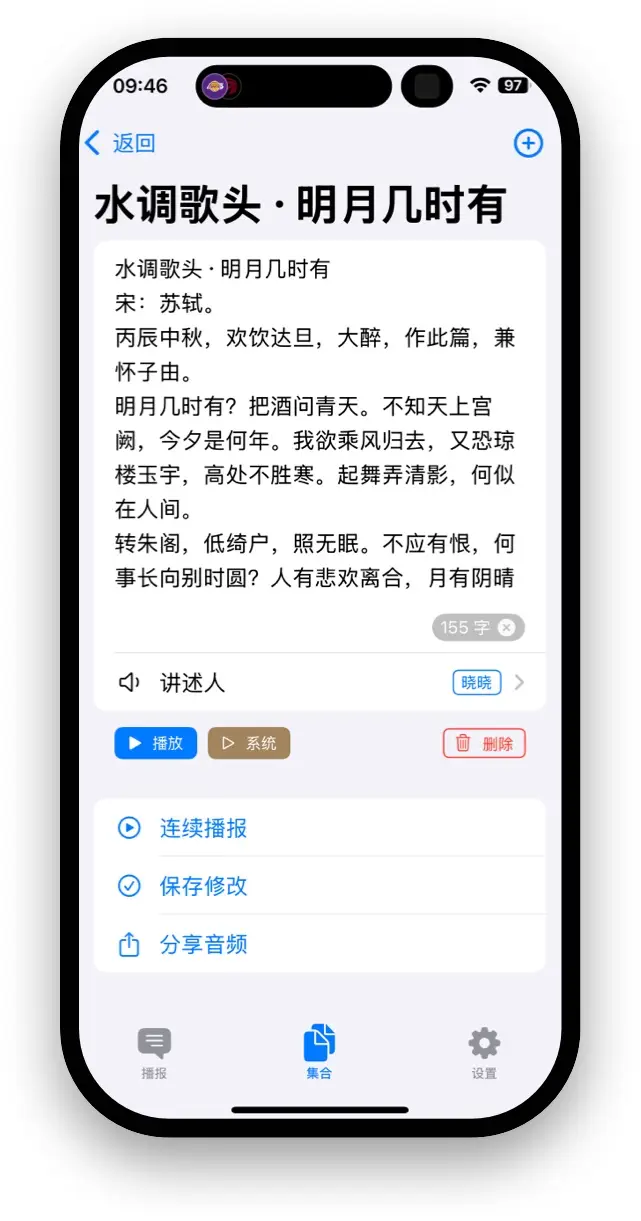 09:46
97
返回
水调歌头 · 明月几时有
水调歌头 · 明月几时有
宋：苏轼。
丙辰中秋，欢饮达旦，大醉，作此篇，兼
怀子由。
明月几时有？把酒问青天。不知天上宫
阙，今夕是何年。我欲乘风归去，又恐琼
楼玉宇，高处不胜寒。起舞弄清影，何似
在人间。
转朱阁，低绮户，照无眠。不应有恨，何
事长向别时圆？人有悲欢离合，月有阴晴
155 字
讲述人
晓晓
播放
系统
删除
连续播报
保存修改
分享音频
播报
集合
设置